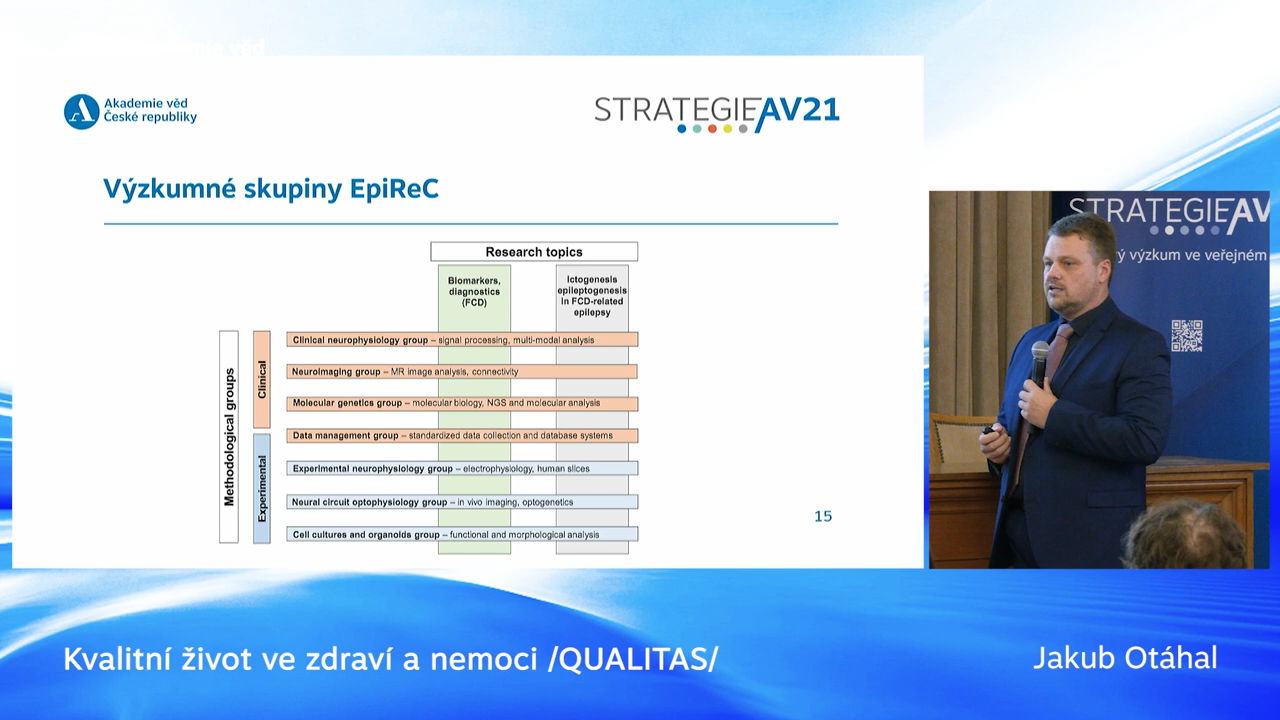 Akademie věd
České republiky
STRATEGIE AV21
Výzkumné skupiny EpiReC
Research topics
Biomarkers,
diagnostics
(FCD)
Ictogenesis
epileptogenesis
in FCD-related
epilepsy
Methodological groups
Clinical
Experimental
Clinical neurophysiology group – signal processing, multi-modal analysis
Neuroimaging group – MR image analysis, connectivity
Molecular genetics group – molecular biology, NGS and molecular analysis
Data management group – standardized data collection and database systems
Experimental neurophysiology group – electrophysiology, human slices
Neural circuit optophysiology group – in vivo imaging, optogenetics
Cell cultures and organoids group – functional and morphological analysis
15
STRATEGIE AV
výzkum ve veřejném
Kvalitní život ve zdraví a nemoci /QUALITAS/
Jakub Otáhal